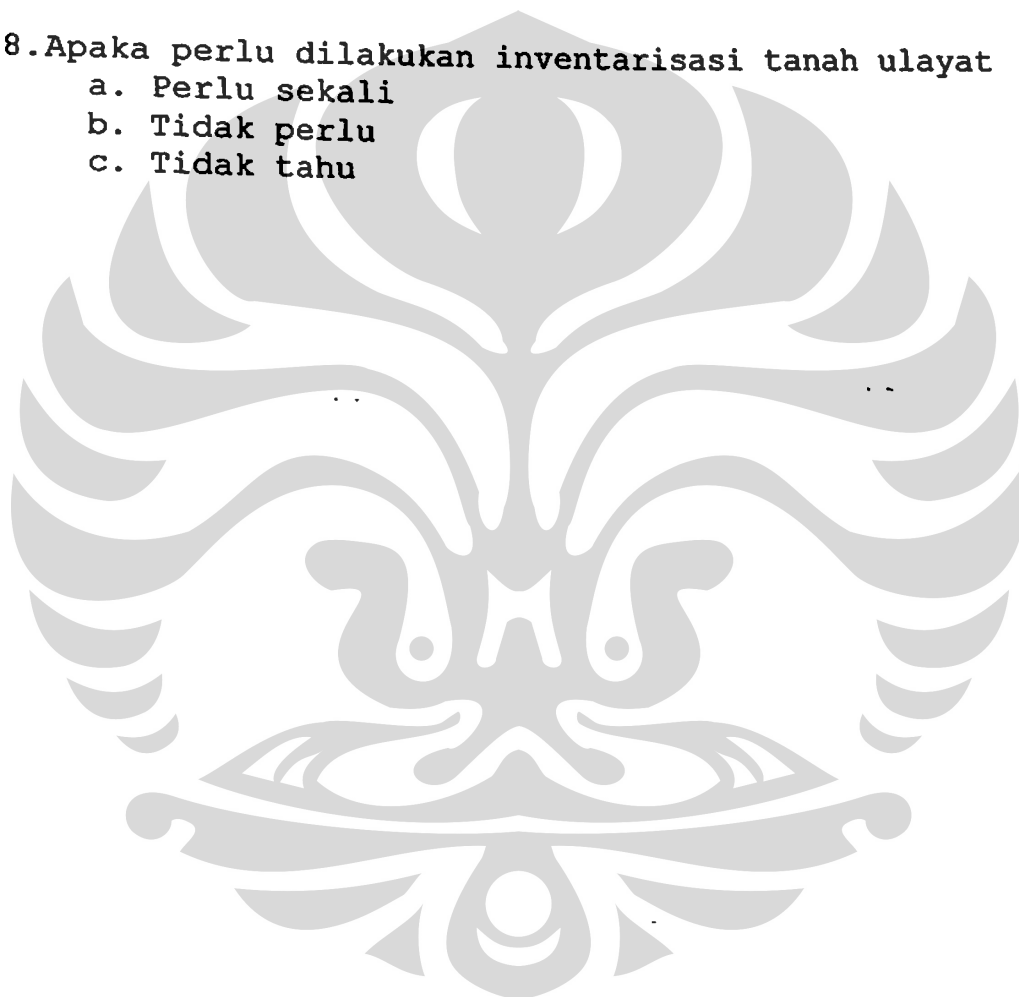 8.Apaka perlu dilakukan inventarisasi tanah ulayat
a. Perlu sekali
b. Tidak perlu
c. Tidak tahu